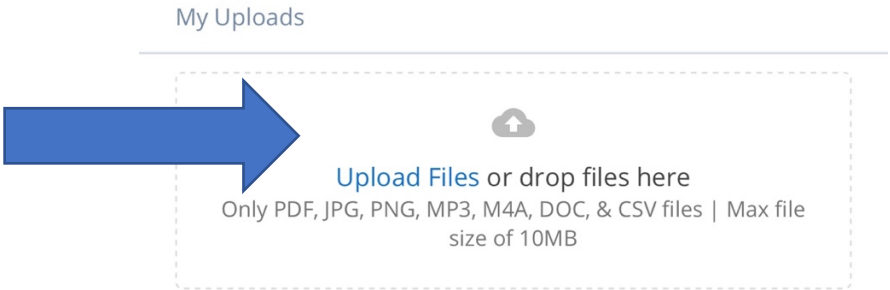 My Uploads
Upload Files or drop files here
Only PDF, JPG, PNG, MP3, M4A, DOC, & CSV files | Max file
size of 10MB